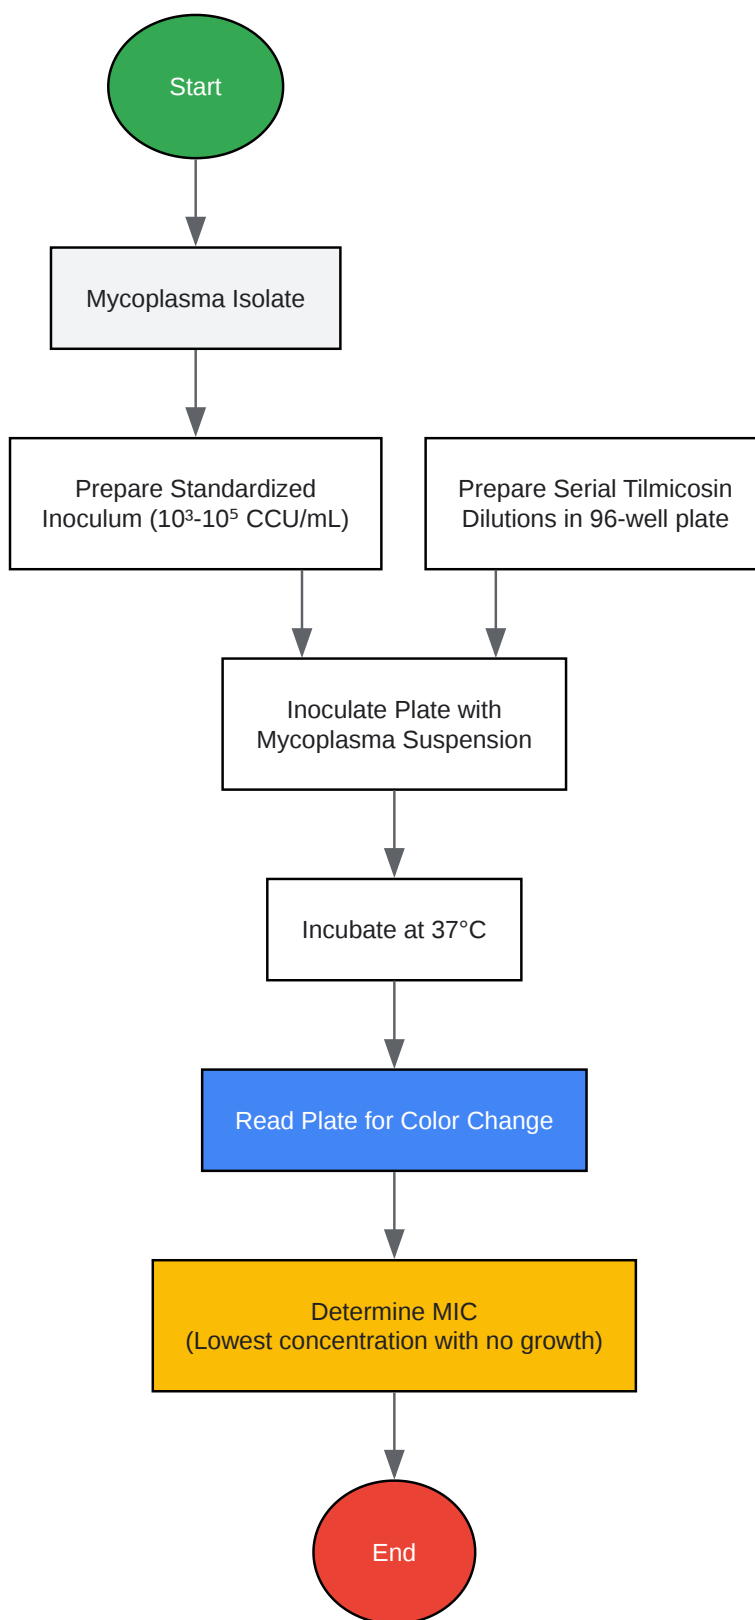 Start
Mycoplasma Isolate
Prepare Standardized
Inoculum (10³-10⁵ CCU/mL)
Prepare Serial Tilmicosin
Dilutions in 96-well plate
Inoculate Plate with
Mycoplasma Suspension
Incubate at 37°C
Read Plate for Color Change
Determine MIC
(Lowest concentration with no growth)
End